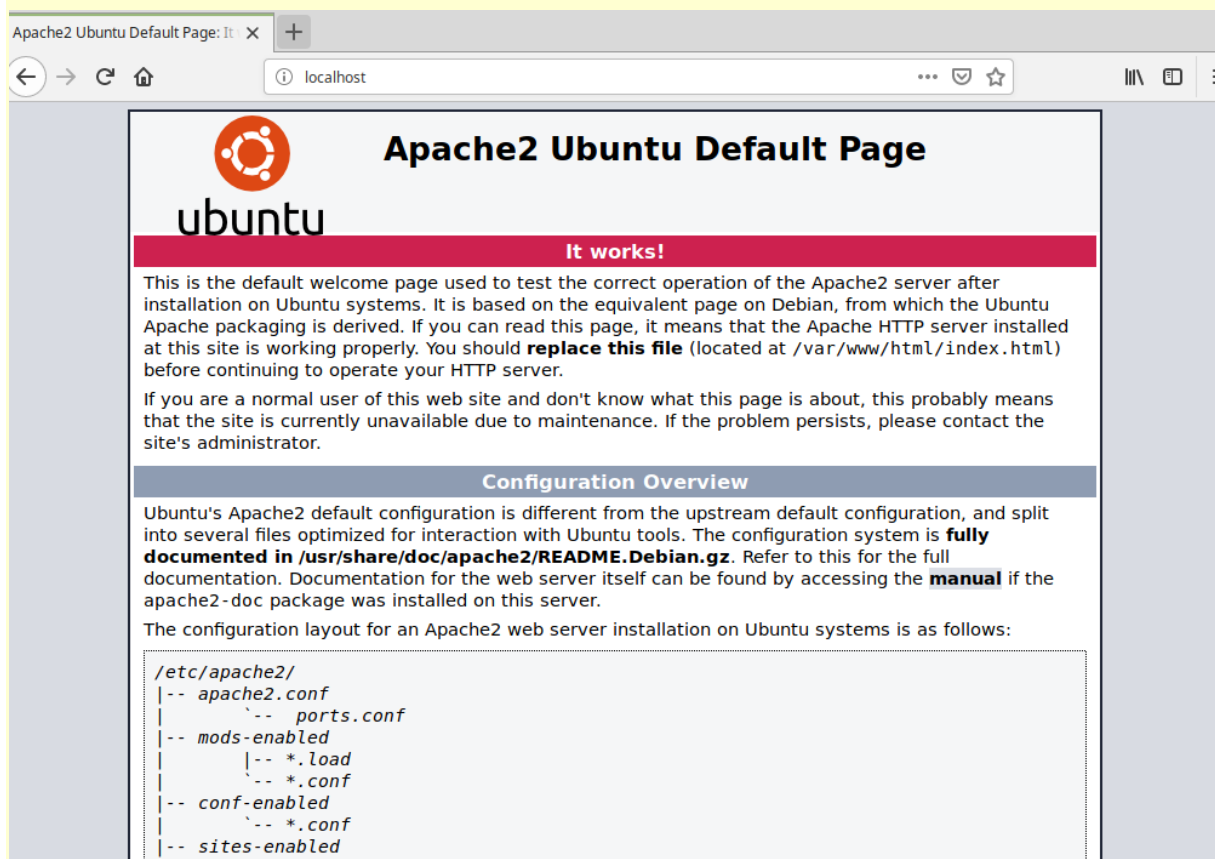 Apache2 Ubuntu Default Page: It
localhost
ubuntu
Apache2 Ubuntu Default Page
It works!
This is the default welcome page used to test the correct operation of the Apache2 server after
installation on Ubuntu systems. It is based on the equivalent page on Debian, from which the Ubuntu
Apache packaging is derived. If you can read this page, it means that the Apache HTTP server installed
at this site is working properly. You should replace this file (located at /var/www/html/index.html)
before continuing to operate your HTTP server.
If you are a normal user of this web site and don't know what this page is about, this probably means
that the site is currently unavailable due to maintenance. If the problem persists, please contact the
site's administrator.
Configuration Overview
Ubuntu's Apache2 default configuration is different from the upstream default configuration, and split
into several files optimized for interaction with Ubuntu tools. The configuration system is fully
documented in /usr/share/doc/apache2/README.Debian.gz. Refer to this for the full
documentation. Documentation for the web server itself can be found by accessing the manual if the
apache2-doc package was installed on this server.
The configuration layout for an Apache2 web server installation on Ubuntu systems is as follows:
/etc/apache2/
|-- apache2.conf
|       `--  ports.conf
|-- mods-enabled
|       |-- *.load
|       `-- *.conf
|-- conf-enabled
|       `-- *.conf
|-- sites-enabled